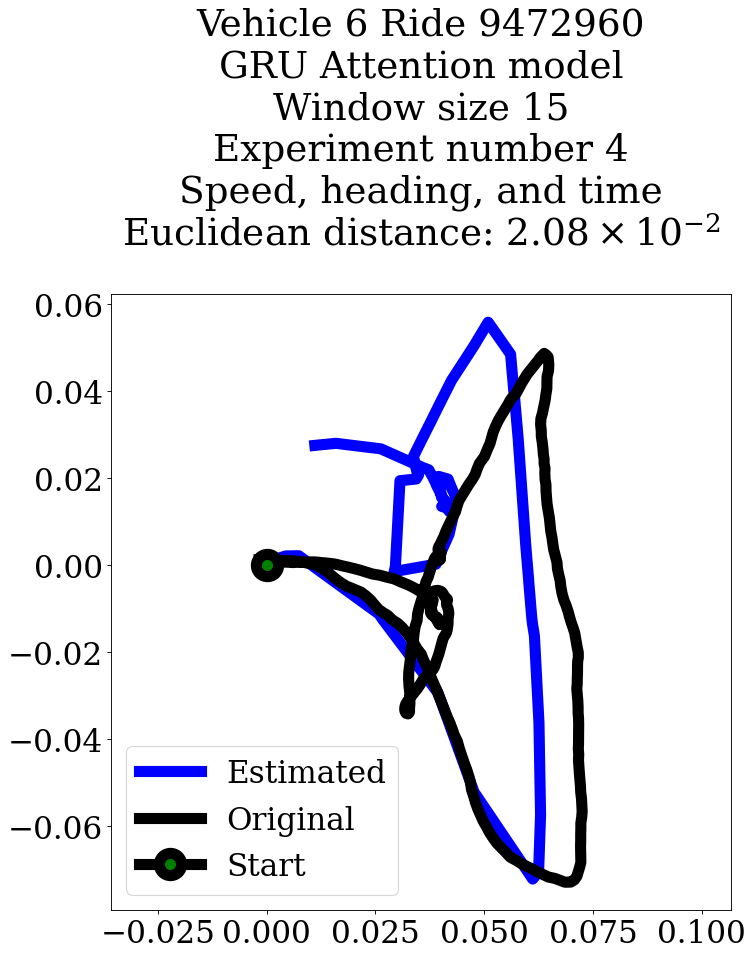 Vehicle 6 Ride 9472960
GRU Attention model
Window size 15
Experiment number 4
Speed, heading, and time
Euclidean distance: 2.08 × 10⁻²
0.06
0.04
0.02
0.00
−0.02
−0.04
−0.06
Estimated
Original
Start
−0.025 0.000 0.025 0.050 0.075 0.100